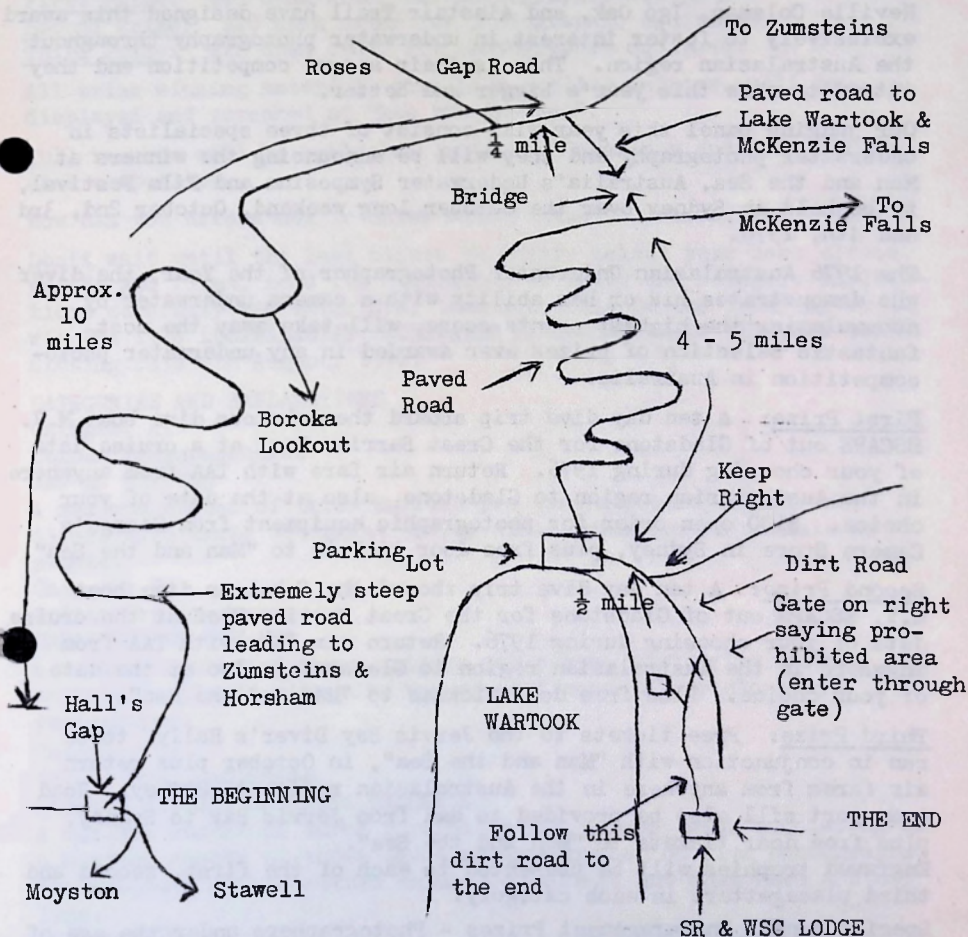 To Zumsteins
Roses Gap Road
Paved road to
Lake Wartook &
McKenzie Falls
¼ mile
Bridge
To
McKenzie Falls
Approx.
10
miles
4 - 5 miles
Paved
Road
Boroka
Lookout
Keep
Right
Parking
Lot
Dirt Road
½ mile
Extremely steep
paved road
leading to
Zumsteins &
Horsham
Gate on right
saying pro-
hibited area
(enter through
gate)
LAKE
WARTOOK
Hall's
Gap
THE BEGINNING
THE END
Follow this
dirt road to
the end
Moyston
Stawell
SR & WSC LODGE